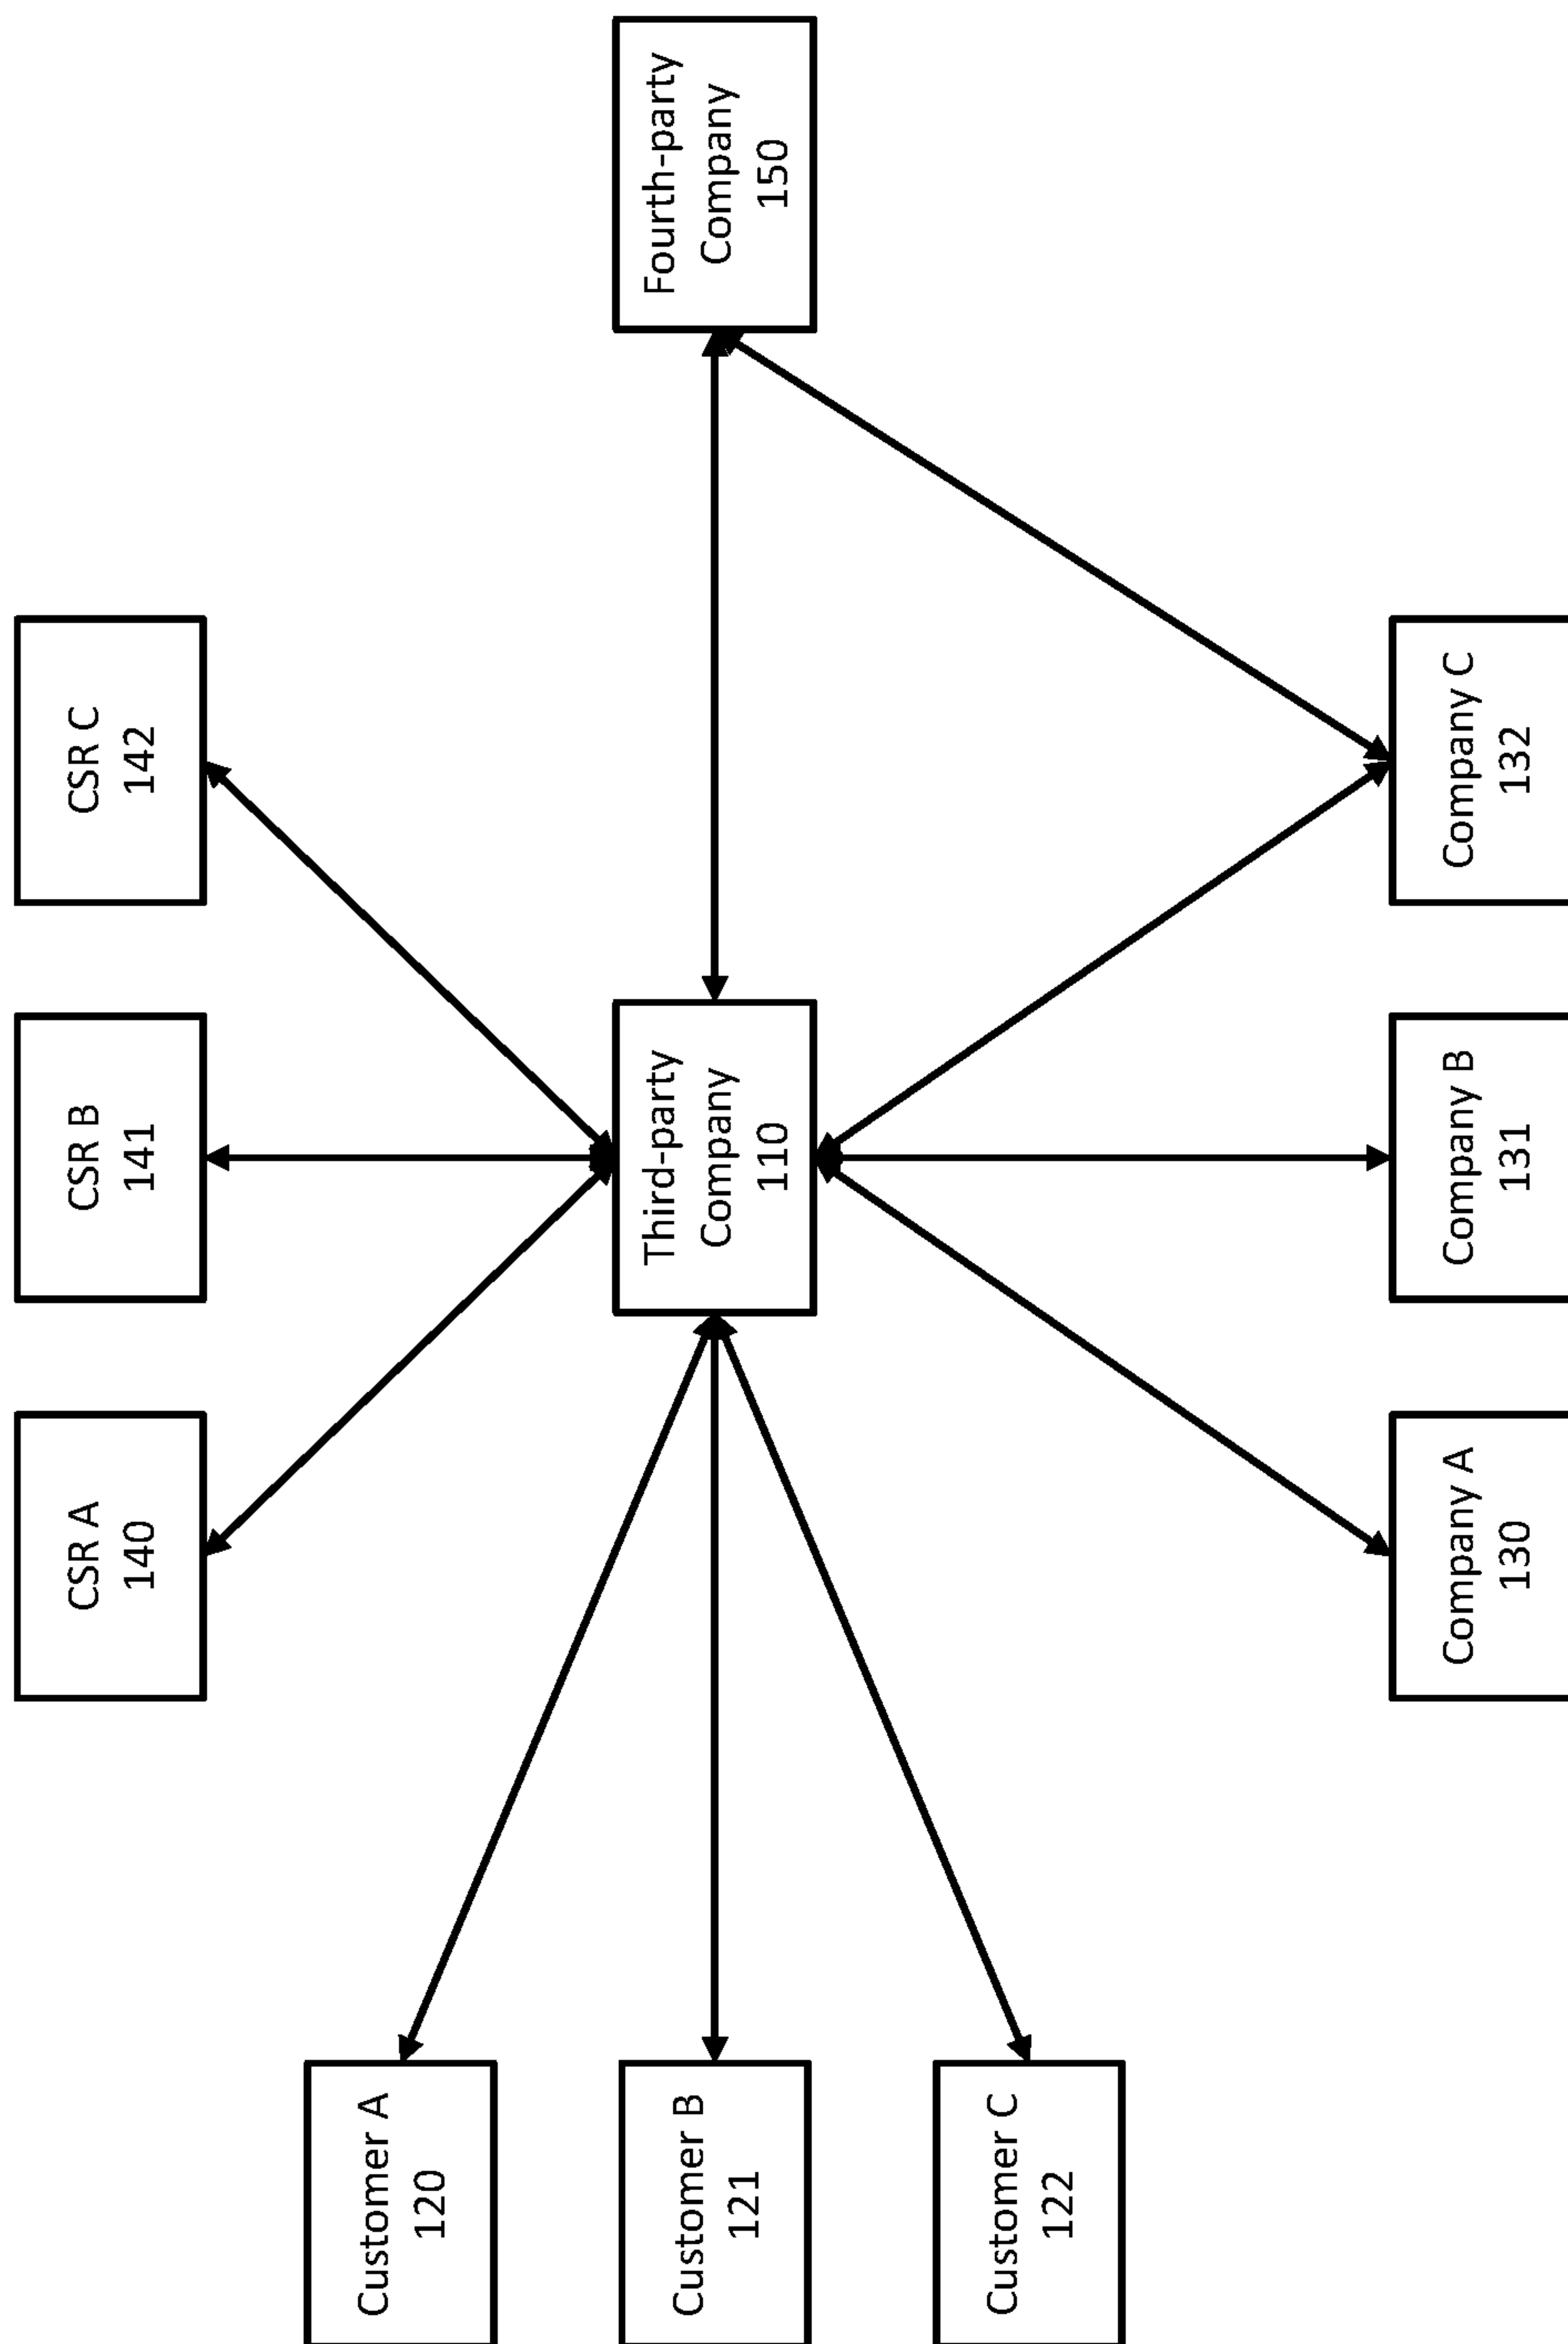 CSR A
140
CSR B
141
CSR C
142
Customer A
120
Customer B
121
Customer C
122
Third-party
Company
110
Fourth-party
Company
150
Company A
130
Company B
131
Company C
132